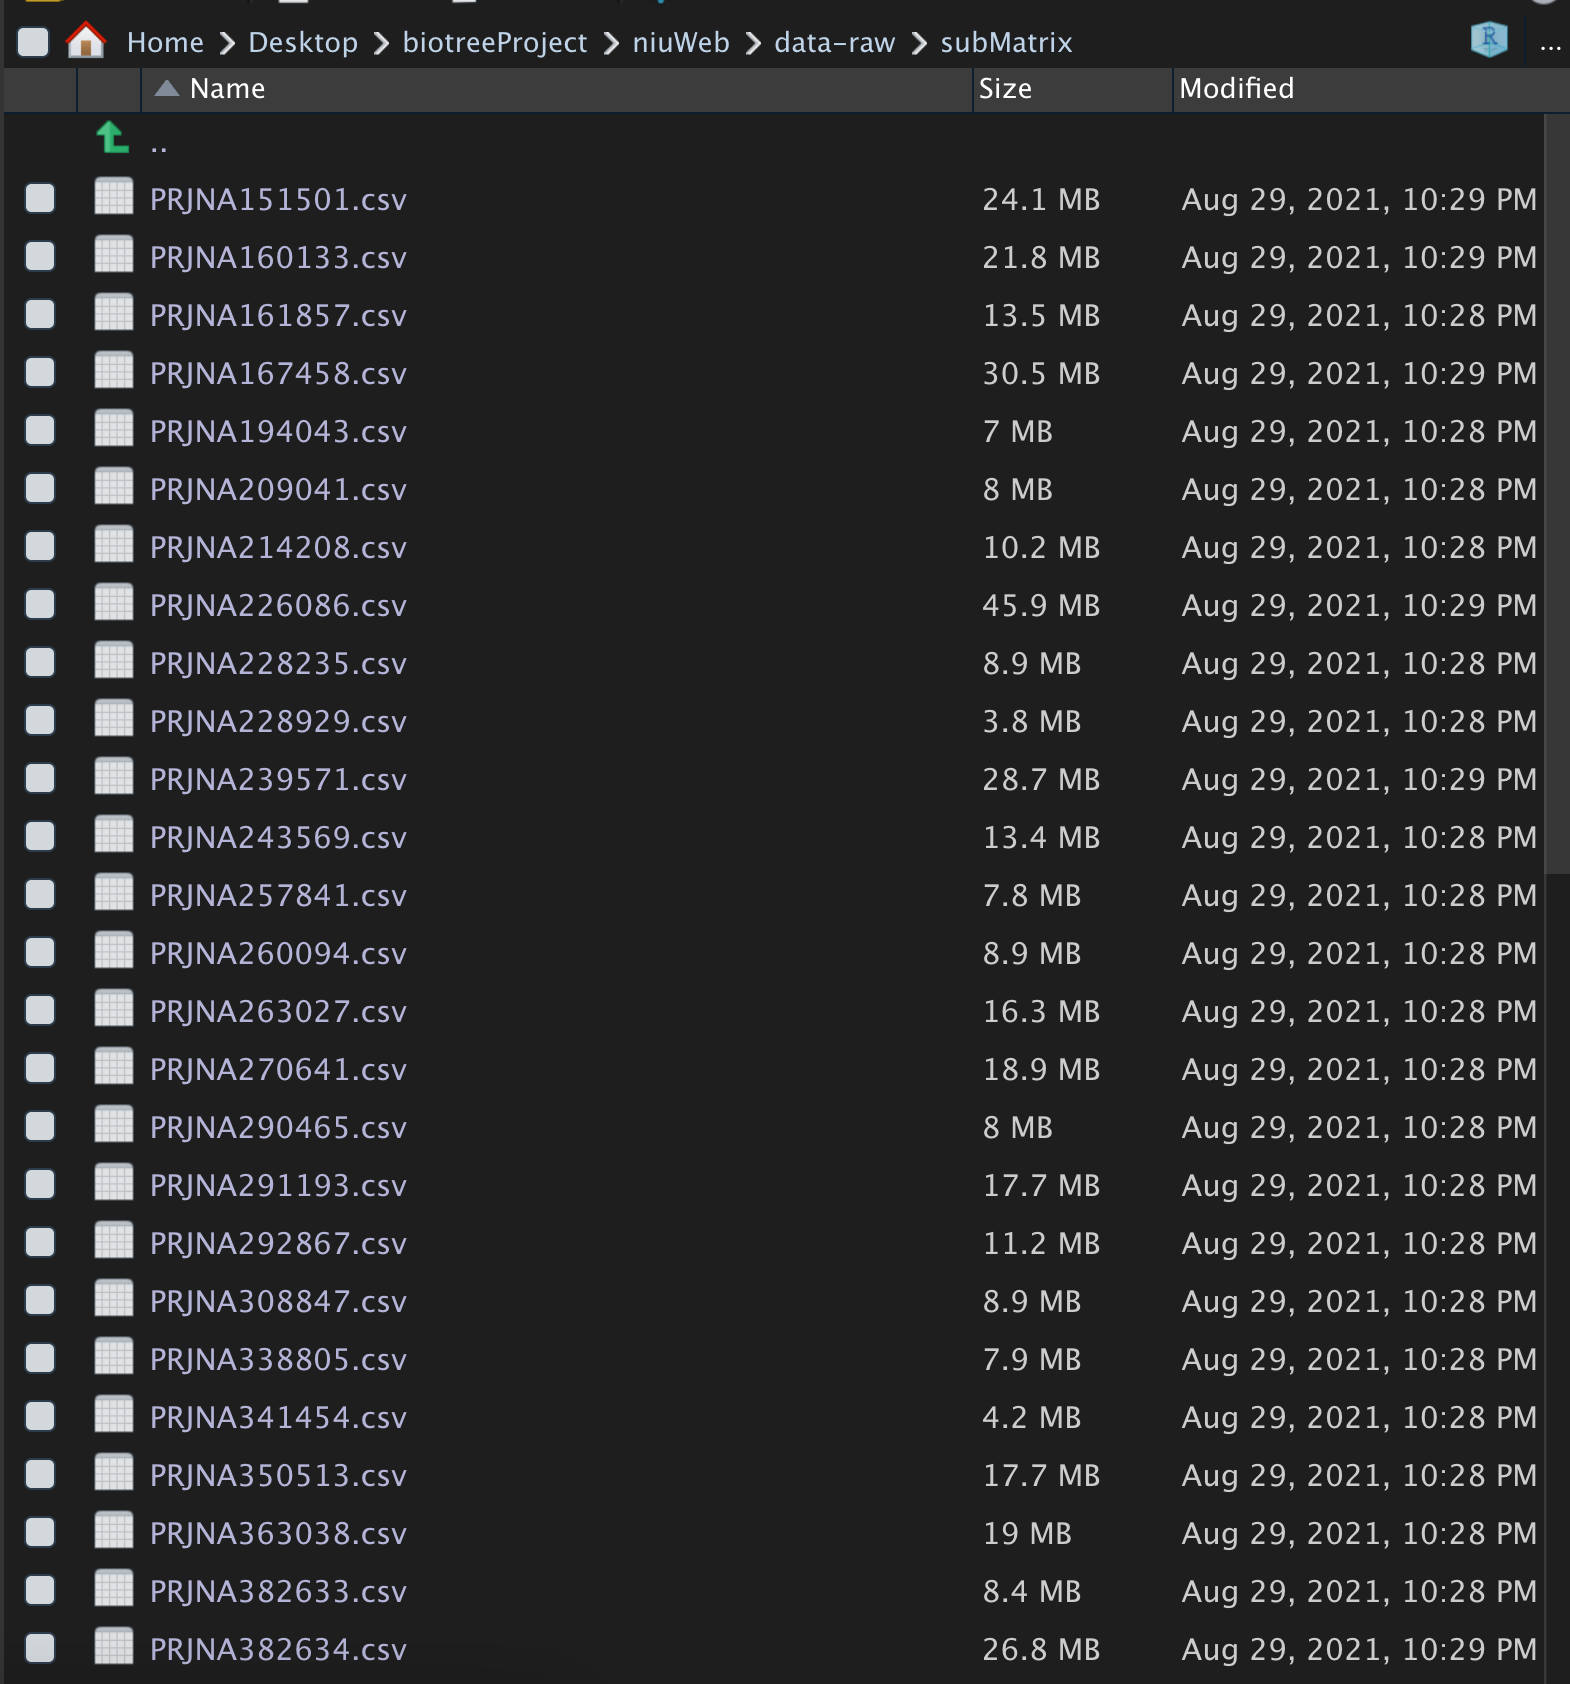 Home > Desktop > biotreeProject > niuWeb > data-raw > subMatrix R ...
Name Size Modified
..
PRJNA151501.csv 24.1 MB Aug 29, 2021, 10:29 PM
PRJNA160133.csv 21.8 MB Aug 29, 2021, 10:29 PM
PRJNA161857.csv 13.5 MB Aug 29, 2021, 10:28 PM
PRJNA167458.csv 30.5 MB Aug 29, 2021, 10:29 PM
PRJNA194043.csv 7 MB Aug 29, 2021, 10:28 PM
PRJNA209041.csv 8 MB Aug 29, 2021, 10:28 PM
PRJNA214208.csv 10.2 MB Aug 29, 2021, 10:28 PM
PRJNA226086.csv 45.9 MB Aug 29, 2021, 10:29 PM
PRJNA228235.csv 8.9 MB Aug 29, 2021, 10:28 PM
PRJNA228929.csv 3.8 MB Aug 29, 2021, 10:28 PM
PRJNA239571.csv 28.7 MB Aug 29, 2021, 10:29 PM
PRJNA243569.csv 13.4 MB Aug 29, 2021, 10:28 PM
PRJNA257841.csv 7.8 MB Aug 29, 2021, 10:28 PM
PRJNA260094.csv 8.9 MB Aug 29, 2021, 10:28 PM
PRJNA263027.csv 16.3 MB Aug 29, 2021, 10:28 PM
PRJNA270641.csv 18.9 MB Aug 29, 2021, 10:28 PM
PRJNA290465.csv 8 MB Aug 29, 2021, 10:28 PM
PRJNA291193.csv 17.7 MB Aug 29, 2021, 10:28 PM
PRJNA292867.csv 11.2 MB Aug 29, 2021, 10:28 PM
PRJNA308847.csv 8.9 MB Aug 29, 2021, 10:28 PM
PRJNA338805.csv 7.9 MB Aug 29, 2021, 10:28 PM
PRJNA341454.csv 4.2 MB Aug 29, 2021, 10:28 PM
PRJNA350513.csv 17.7 MB Aug 29, 2021, 10:28 PM
PRJNA363038.csv 19 MB Aug 29, 2021, 10:28 PM
PRJNA382633.csv 8.4 MB Aug 29, 2021, 10:28 PM
PRJNA382634.csv 26.8 MB Aug 29, 2021, 10:29 PM